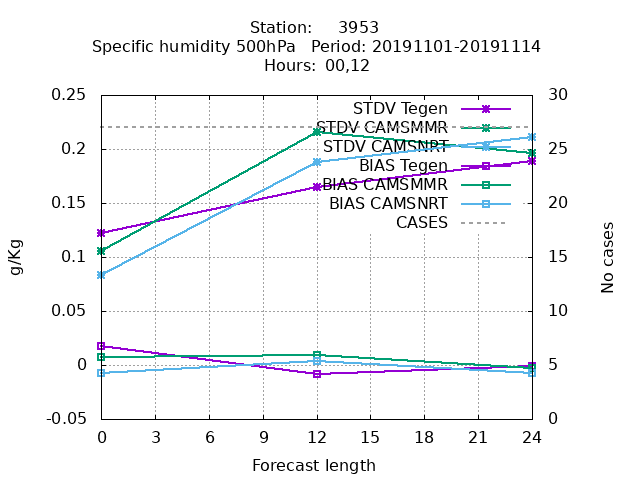 Station:     3953
Specific humidity 500hPa   Period: 20191101-20191114
Hours: 00,12
0.25
0.2
0.15
0.1
0.05
0
-0.05
g/Kg
STDV Tegen
STDV CAMSMMR
STDV CAMSNRT
BIAS Tegen
BIAS CAMSMMR
BIAS CAMSNRT
CASES
30
25
20
15
10
5
0
No cases
0 3 6 9 12 15 18 21 24
Forecast length